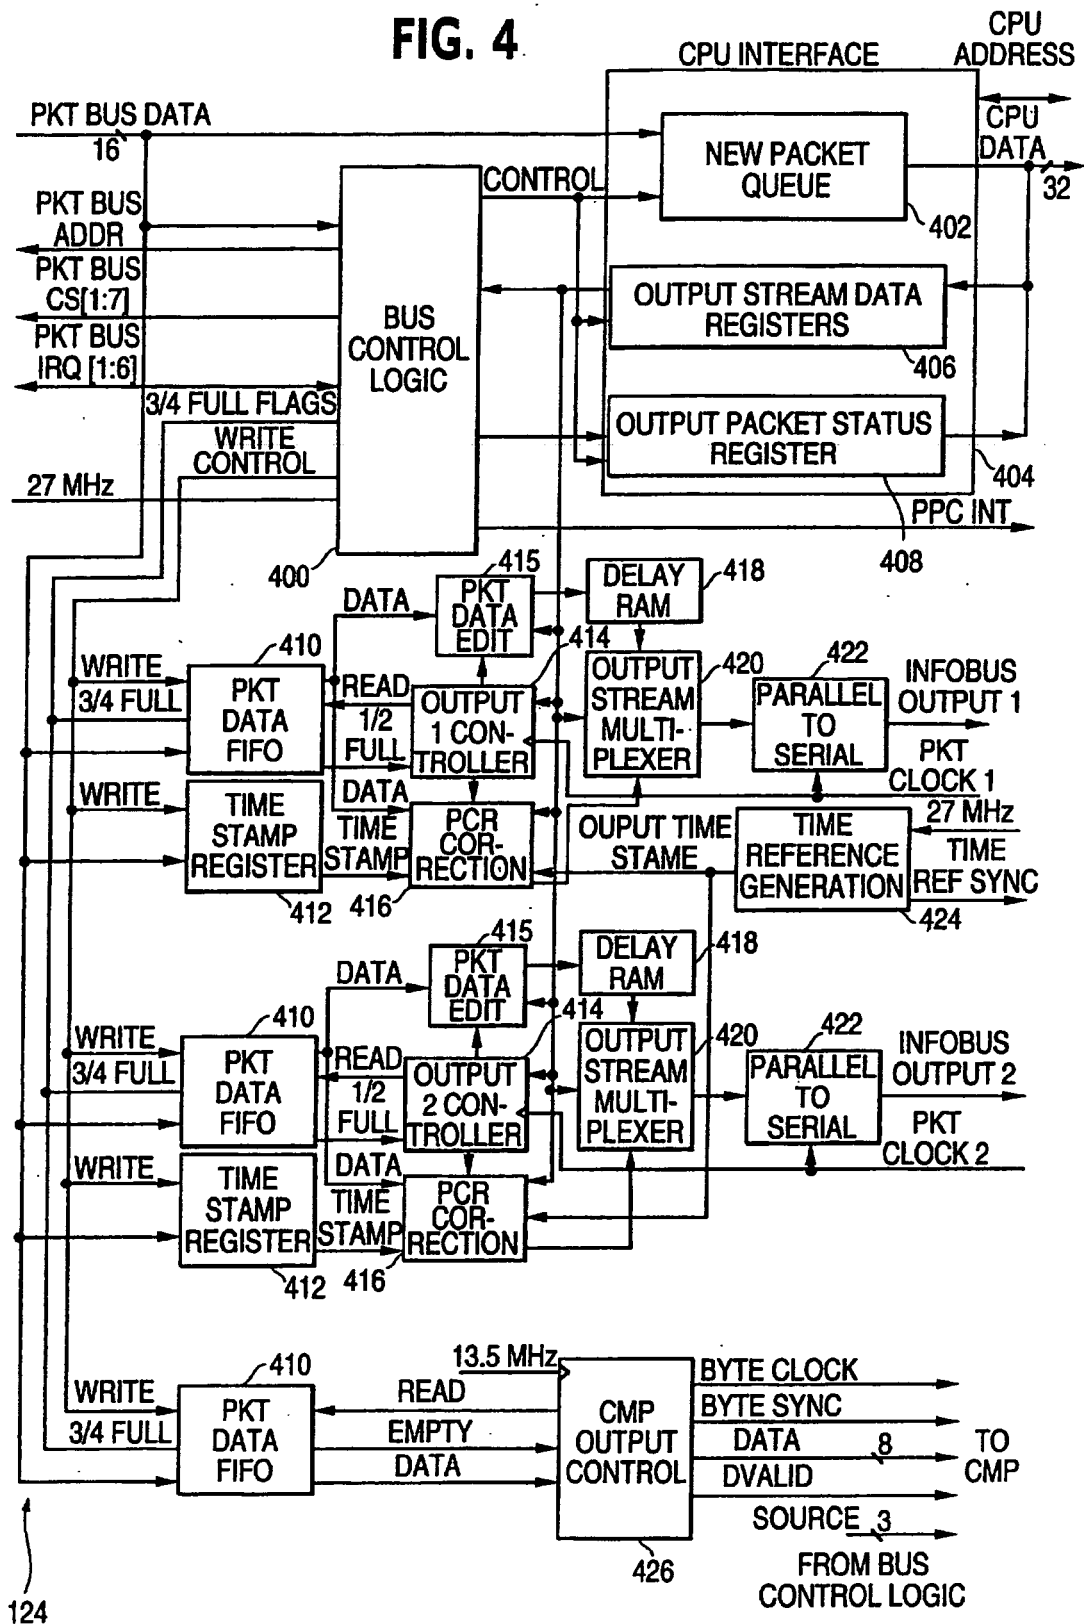 FIG. 4
CPU INTERFACE
CPU
ADDRESS
PKT BUS DATA
16
NEW PACKET
QUEUE
402
CPU
DATA
32
CONTROL
PKT BUS
ADDR
PKT BUS
CS[1:7]
PKT BUS
IRQ [1:6]
BUS
CONTROL
LOGIC
400
OUTPUT STREAM DATA
REGISTERS
406
3/4 FULL FLAGS
WRITE
CONTROL
27 MHz
OUTPUT PACKET STATUS
REGISTER
404
408
PPC INT
415
PKT
DATA
EDIT
DELAY
RAM
418
DATA
410
WRITE
3/4 FULL
PKT
DATA
FIFO
READ
1/2
FULL
414
OUTPUT
1 CON-
TROLLER
OUTPUT
STREAM
MULTI-
PLEXER
420
422
PARALLEL
TO
SERIAL
INFOBUS
OUTPUT 1
PKT
CLOCK 1
WRITE
TIME
STAMP
REGISTER
412
DATA
TIME
STAMP
PCR
COR-
RECTION
416
OUPUT TIME
STAME
TIME
REFERENCE
GENERATION
27 MHz
TIME
REF SYNC
424
415
PKT
DATA
EDIT
DELAY
RAM
418
DATA
410
WRITE
3/4 FULL
PKT
DATA
FIFO
READ
1/2
FULL
414
OUTPUT
2 CON-
TROLLER
OUTPUT
STREAM
MULTI-
PLEXER
420
422
PARALLEL
TO
SERIAL
INFOBUS
OUTPUT 2
PKT
CLOCK 2
WRITE
TIME
STAMP
REGISTER
412
DATA
TIME
STAMP
PCR
COR-
RECTION
416
410
WRITE
3/4 FULL
PKT
DATA
FIFO
13.5 MHz
READ
EMPTY
DATA
CMP
OUTPUT
CONTROL
426
BYTE CLOCK
BYTE SYNC
DATA
8
DVALID
TO
CMP
SOURCE
3
FROM BUS
CONTROL LOGIC
124